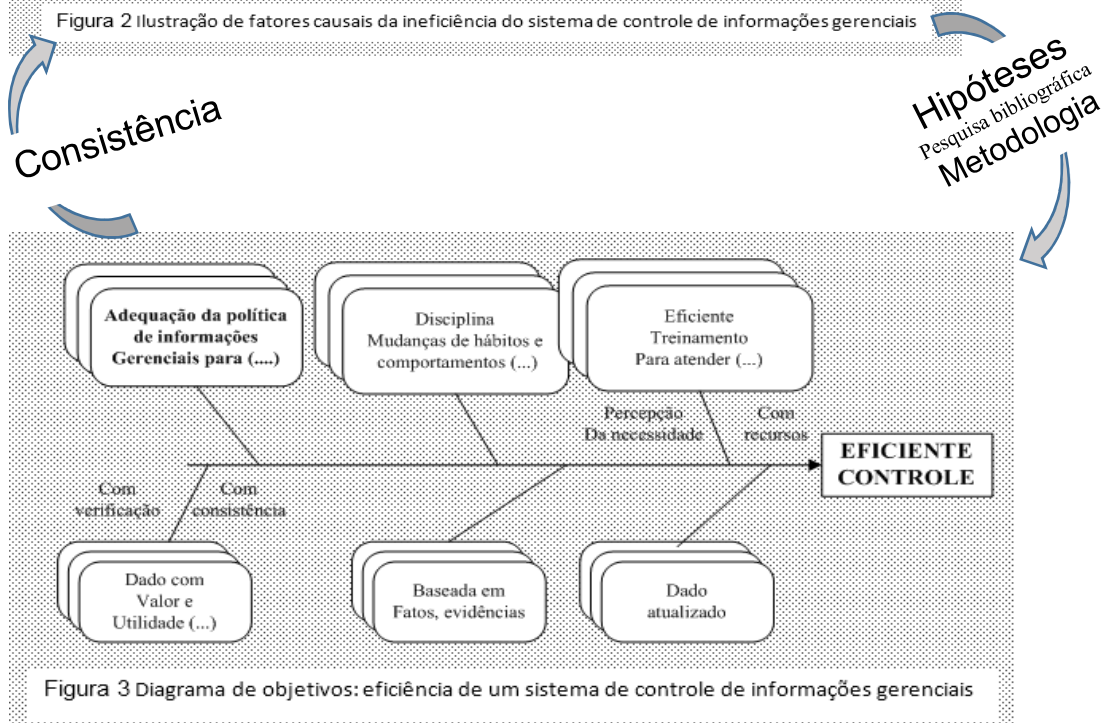 Figura 2 Ilustração de fatores causais da ineficiência do sistema de controle de informações gerenciais
Consistência
Hipóteses
Pesquisa bibliográfica
Metodologia
Adequação da política
de informações
Gerenciais para (....)
Disciplina
Mudanças de hábitos e
comportamentos (...)
Eficiente
Treinamento
Para atender (...)
Percepção
Da necessidade
Com
recursos
EFICIENTE
CONTROLE
Com
verificação
Com
consistência
Dado com
Valor e
Utilidade (...)
Baseada em
Fatos, evidências
Dado
atualizado
Figura 3 Diagrama de objetivos: eficiência de um sistema de controle de informações gerenciais